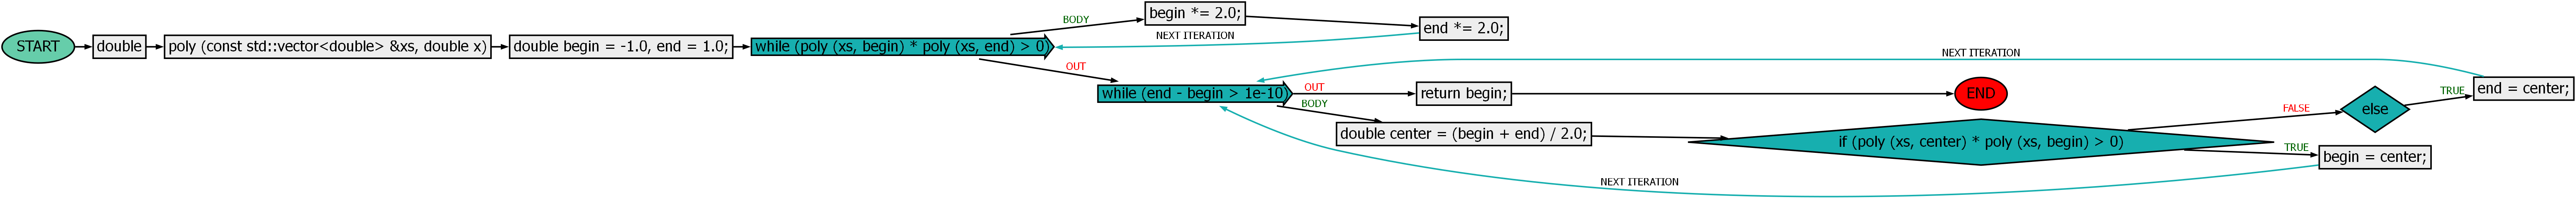 START
double
poly (const std::vector<double> &xs, double x)
double begin = -1.0, end = 1.0;
while (poly (xs, begin) * poly (xs, end) > 0)
BODY
begin *= 2.0;
end *= 2.0;
NEXT ITERATION
OUT
while (end - begin > 1e-10)
OUT
return begin;
END
BODY
double center = (begin + end) / 2.0;
if (poly (xs, center) * poly (xs, begin) > 0)
FALSE
else
TRUE
end = center;
NEXT ITERATION
TRUE
begin = center;
NEXT ITERATION